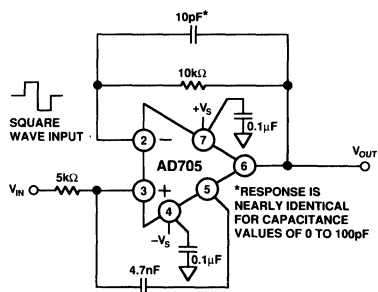 10pF*
10kΩ
SQUARE
WAVE INPUT
+VS
0.1µF
2
−
7
AD705
6
VOUT
VIN
5kΩ
3
+
5
4
*RESPONSE IS
NEARLY IDENTICAL
FOR CAPACITANCE
VALUES OF 0 TO 100pF
−VS
0.1µF
4.7nF